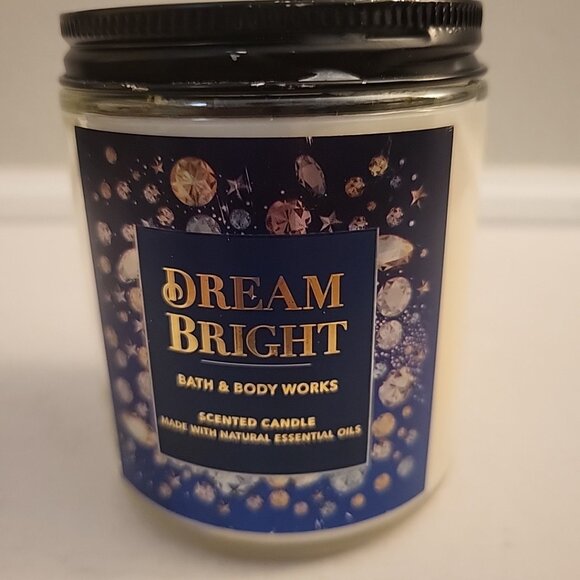 DREAM
BRIGHT
BATH & BODY WORKS
SCENTED CANDLE
MADE WITH NATURAL ESSENTIAL OILS